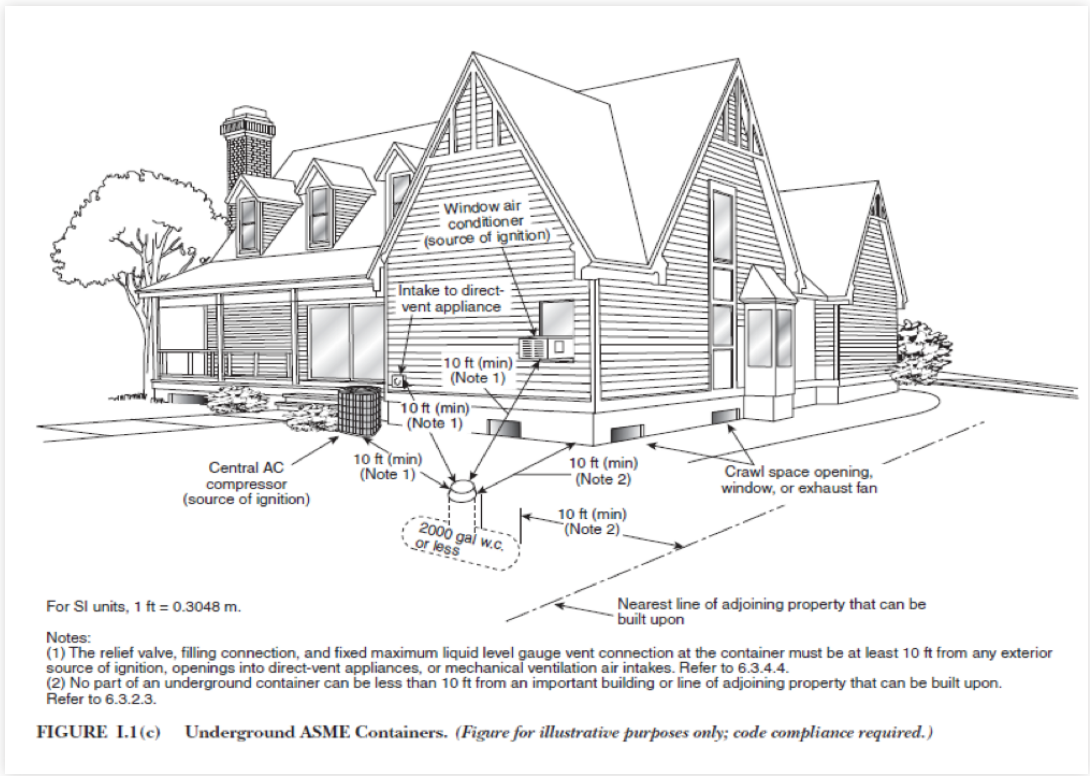 Window air
conditioner
(source of ignition)
Intake to direct-
vent appliance
10 ft (min)
(Note 1)
10 ft (min)
(Note 1)
10 ft (min)
(Note 1)
10 ft (min)
(Note 2)
Central AC
compressor
(source of ignition)
Crawl space opening,
window, or exhaust fan
10 ft (min)
(Note 2)
2000 gal w.c.
or less
Nearest line of adjoining property that can be
built upon
For SI units, 1 ft = 0.3048 m.
Notes:
(1) The relief valve, filling connection, and fixed maximum liquid level gauge vent connection at the container must be at least 10 ft from any exterior
source of ignition, openings into direct-vent appliances, or mechanical ventilation air intakes. Refer to 6.3.4.4.
(2) No part of an underground container can be less than 10 ft from an important building or line of adjoining property that can be built upon.
Refer to 6.3.2.3.
FIGURE I.1(c) Underground ASME Containers. (Figure for illustrative purposes only; code compliance required.)